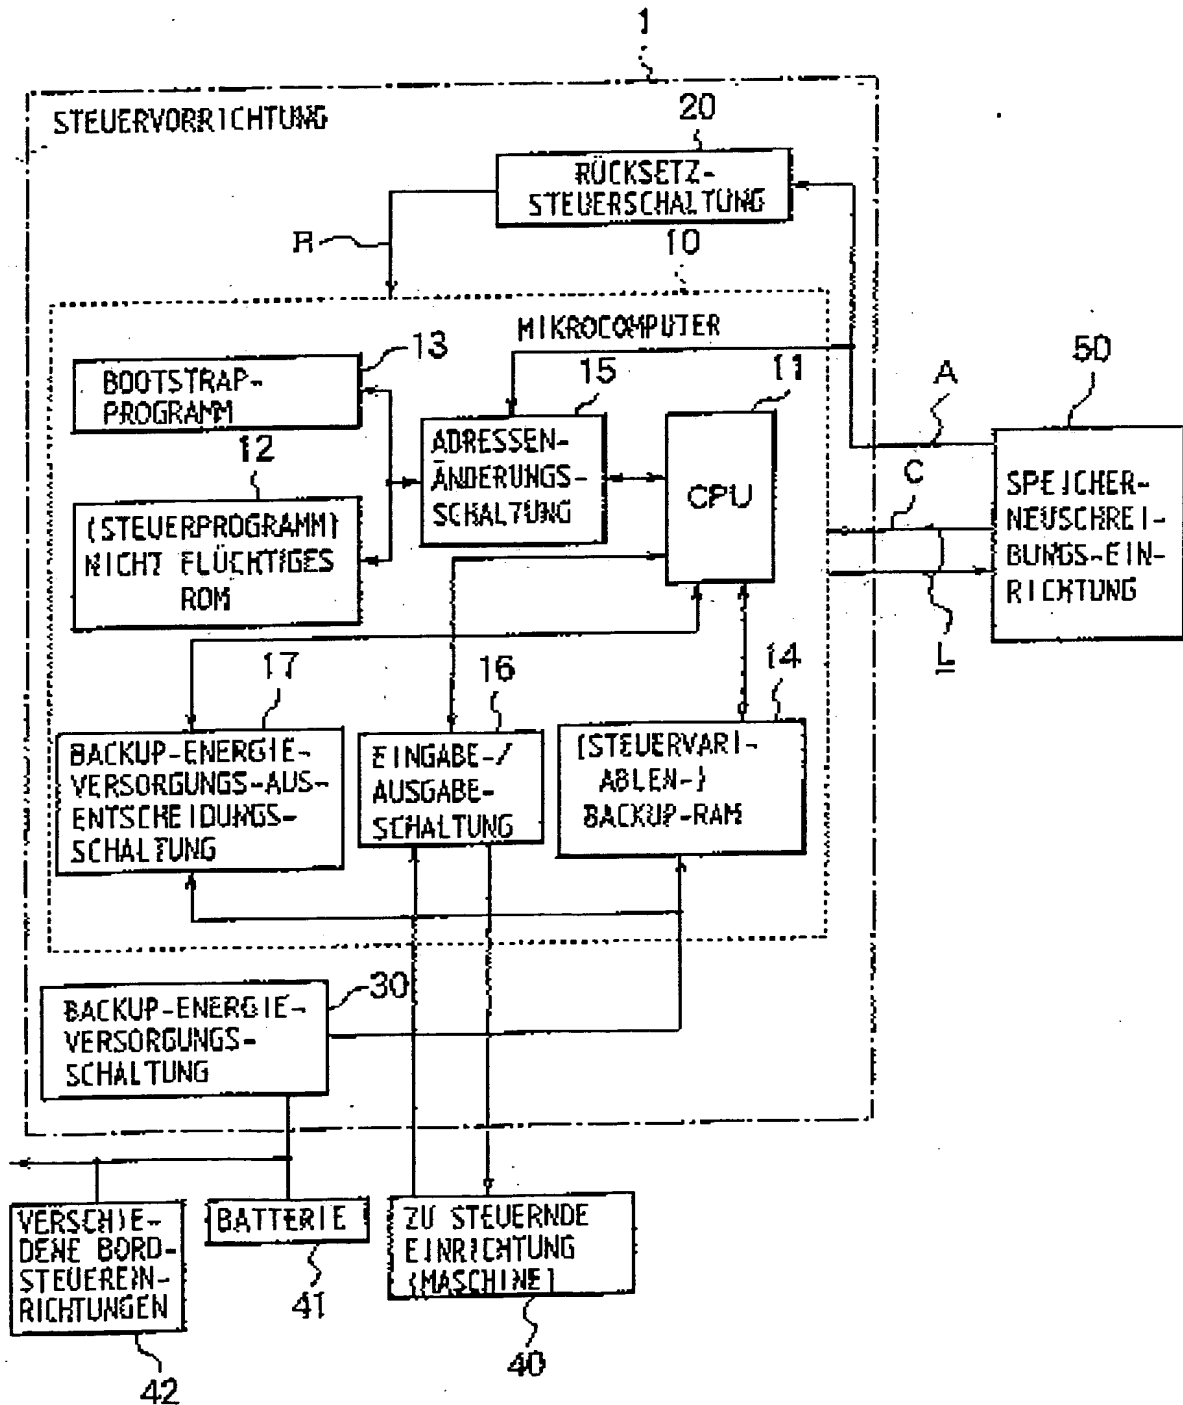 1
STEUERVORRICHTUNG
20
RÜCKSETZ-
STEUERSCHALTUNG
R
10
MIKROCOMPUTER
13
BOOTSTRAP-
PROGRAMM
15
11
50
A
12
ADRESSEN-
ÄNDERUNGS-
SCHALTUNG
CPU
C
(STEUERPROGRAMM)
NICHT FLÜCHTIGES
ROM
SPEICHER-
NEUSCHREI-
BUNGS-EIN-
RICHTUNG
L
17
16
14
BACKUP-ENERGIE-
VERSORGUNGS-AUS-
ENTSCHEIDUNGS-
SCHALTUNG
EINGABE-/
AUSGABE-
SCHALTUNG
(STEUERVARI-
ABLEN-)
BACKUP-RAM
30
BACKUP-ENERGIE-
VERSORGUNGS-
SCHALTUNG
VERSCHIE-
DENE BORD-
STEUEREIN-
RICHTUNGEN
BATTERIE
ZU STEUERNDE
EINRICHTUNG
(MASCHINE)
41
40
42